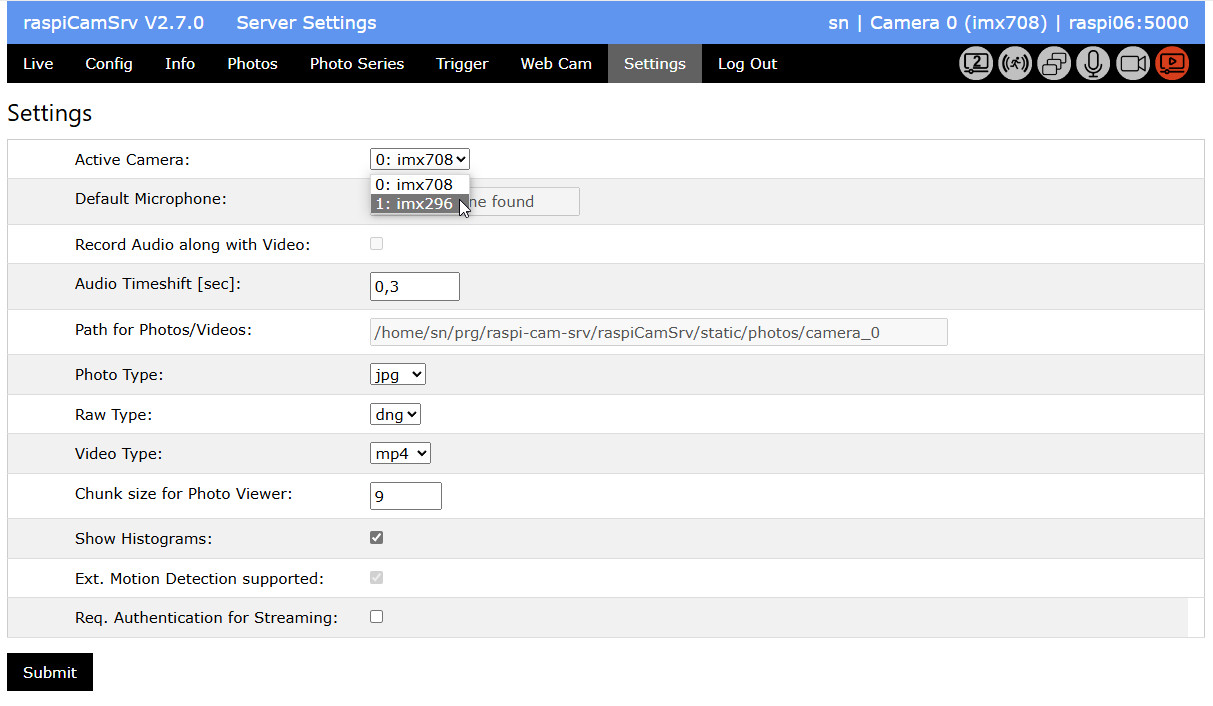 raspiCamSrv V2.7.0 Server Settings sn | Camera 0 (imx708) | raspi06:5000
Live Config Info Photos Photo Series Trigger Web Cam Settings Log Out 2
Settings
Active Camera: 0: imx708
0: imx708
Default Microphone: 1: imx296 ne found
Record Audio along with Video:
Audio Timeshift [sec]: 0,3
Path for Photos/Videos: /home/sn/prg/raspi-cam-srv/raspiCamSrv/static/photos/camera_0
Photo Type: jpg
Raw Type: dng
Video Type: mp4
Chunk size for Photo Viewer: 9
Show Histograms:
Ext. Motion Detection supported:
Req. Authentication for Streaming:
Submit